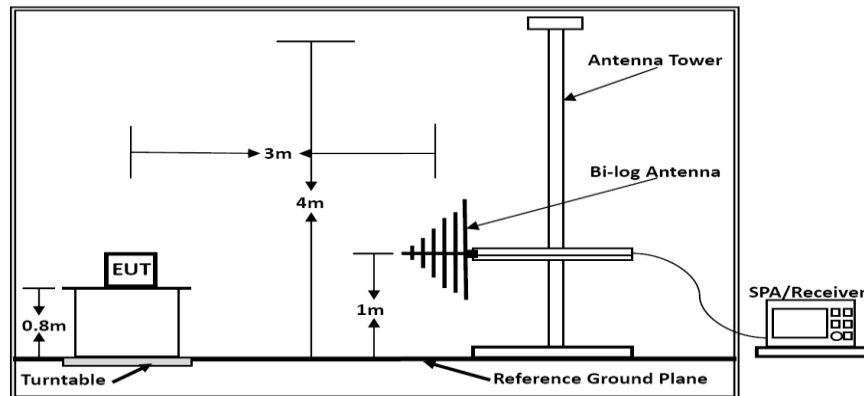 Antenna Tower
3m
Bi-log Antenna
4m
EUT
SPA/Receiver
0.8m
1m
Turntable
Reference Ground Plane